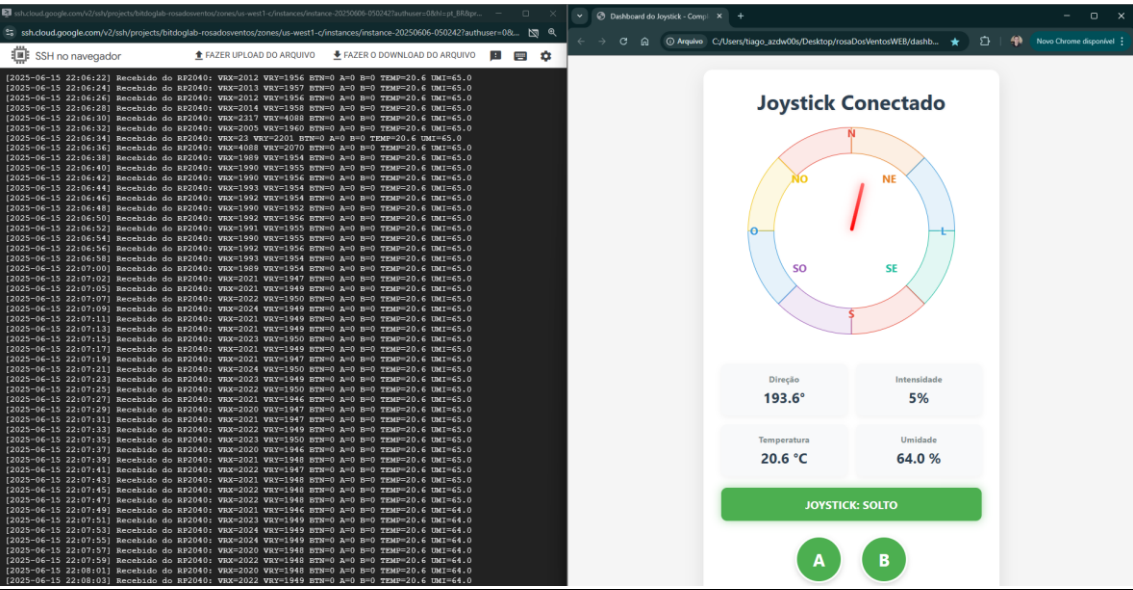 ssh.cloud.google.com/v2/ssh/projects/bitdoglab-rosadosventos/zones/us-west1-c/instances/instance-20250606-050242?authuser=0&hl=pt_BR&pr...
ssh.cloud.google.com/v2/ssh/projects/bitdoglab-rosadosventos/zones/us-west1-c/instances/instance-20250606-050242?authuser=0&...
SSH no navegador
FAZER UPLOAD DO ARQUIVO
FAZER O DOWNLOAD DO ARQUIVO
[2025-06-15 22:06:22] Recebido do RP2040: VRX=2012 VRY=1956 BTN=0 A=0 B=0 TEMP=20.6 UMI=65.0
[2025-06-15 22:06:24] Recebido do RP2040: VRX=2013 VRY=1957 BTN=0 A=0 B=0 TEMP=20.6 UMI=65.0
[2025-06-15 22:06:26] Recebido do RP2040: VRX=2012 VRY=1956 BTN=0 A=0 B=0 TEMP=20.6 UMI=65.0
[2025-06-15 22:06:28] Recebido do RP2040: VRX=2014 VRY=1958 BTN=0 A=0 B=0 TEMP=20.6 UMI=65.0
[2025-06-15 22:06:30] Recebido do RP2040: VRX=2317 VRY=4088 BTN=0 A=0 B=0 TEMP=20.6 UMI=65.0
[2025-06-15 22:06:32] Recebido do RP2040: VRX=2005 VRY=1960 BTN=0 A=0 B=0 TEMP=20.6 UMI=65.0
[2025-06-15 22:06:34] Recebido do RP2040: VRX=23 VRY=2201 BTN=0 A=0 B=0 TEMP=20.6 UMI=65.0
[2025-06-15 22:06:36] Recebido do RP2040: VRX=4088 VRY=2070 BTN=0 A=0 B=0 TEMP=20.6 UMI=65.0
[2025-06-15 22:06:38] Recebido do RP2040: VRX=1989 VRY=1954 BTN=0 A=0 B=0 TEMP=20.6 UMI=65.0
[2025-06-15 22:06:40] Recebido do RP2040: VRX=1990 VRY=1955 BTN=0 A=0 B=0 TEMP=20.6 UMI=65.0
[2025-06-15 22:06:42] Recebido do RP2040: VRX=1990 VRY=1956 BTN=0 A=0 B=0 TEMP=20.6 UMI=65.0
[2025-06-15 22:06:44] Recebido do RP2040: VRX=1993 VRY=1954 BTN=0 A=0 B=0 TEMP=20.6 UMI=65.0
[2025-06-15 22:06:46] Recebido do RP2040: VRX=1992 VRY=1954 BTN=0 A=0 B=0 TEMP=20.6 UMI=65.0
[2025-06-15 22:06:48] Recebido do RP2040: VRX=1990 VRY=1952 BTN=0 A=0 B=0 TEMP=20.6 UMI=65.0
[2025-06-15 22:06:50] Recebido do RP2040: VRX=1992 VRY=1956 BTN=0 A=0 B=0 TEMP=20.6 UMI=65.0
[2025-06-15 22:06:52] Recebido do RP2040: VRX=1991 VRY=1955 BTN=0 A=0 B=0 TEMP=20.6 UMI=65.0
[2025-06-15 22:06:54] Recebido do RP2040: VRX=1990 VRY=1955 BTN=0 A=0 B=0 TEMP=20.6 UMI=65.0
[2025-06-15 22:06:56] Recebido do RP2040: VRX=1992 VRY=1956 BTN=0 A=0 B=0 TEMP=20.6 UMI=65.0
[2025-06-15 22:06:58] Recebido do RP2040: VRX=1993 VRY=1954 BTN=0 A=0 B=0 TEMP=20.6 UMI=65.0
[2025-06-15 22:07:00] Recebido do RP2040: VRX=1989 VRY=1954 BTN=0 A=0 B=0 TEMP=20.6 UMI=65.0
[2025-06-15 22:07:02] Recebido do RP2040: VRX=2021 VRY=1947 BTN=0 A=0 B=0 TEMP=20.6 UMI=65.0
[2025-06-15 22:07:05] Recebido do RP2040: VRX=2021 VRY=1949 BTN=0 A=0 B=0 TEMP=20.6 UMI=65.0
[2025-06-15 22:07:07] Recebido do RP2040: VRX=2022 VRY=1950 BTN=0 A=0 B=0 TEMP=20.6 UMI=65.0
[2025-06-15 22:07:09] Recebido do RP2040: VRX=2024 VRY=1949 BTN=0 A=0 B=0 TEMP=20.6 UMI=65.0
[2025-06-15 22:07:11] Recebido do RP2040: VRX=2021 VRY=1949 BTN=0 A=0 B=0 TEMP=20.6 UMI=65.0
[2025-06-15 22:07:13] Recebido do RP2040: VRX=2021 VRY=1949 BTN=0 A=0 B=0 TEMP=20.6 UMI=65.0
[2025-06-15 22:07:15] Recebido do RP2040: VRX=2023 VRY=1950 BTN=0 A=0 B=0 TEMP=20.6 UMI=65.0
[2025-06-15 22:07:17] Recebido do RP2040: VRX=2021 VRY=1949 BTN=0 A=0 B=0 TEMP=20.6 UMI=65.0
[2025-06-15 22:07:19] Recebido do RP2040: VRX=2021 VRY=1947 BTN=0 A=0 B=0 TEMP=20.6 UMI=65.0
[2025-06-15 22:07:21] Recebido do RP2040: VRX=2024 VRY=1950 BTN=0 A=0 B=0 TEMP=20.6 UMI=65.0
[2025-06-15 22:07:23] Recebido do RP2040: VRX=2023 VRY=1949 BTN=0 A=0 B=0 TEMP=20.6 UMI=65.0
[2025-06-15 22:07:25] Recebido do RP2040: VRX=2022 VRY=1950 BTN=0 A=0 B=0 TEMP=20.6 UMI=65.0
[2025-06-15 22:07:27] Recebido do RP2040: VRX=2021 VRY=1946 BTN=0 A=0 B=0 TEMP=20.6 UMI=65.0
[2025-06-15 22:07:29] Recebido do RP2040: VRX=2020 VRY=1947 BTN=0 A=0 B=0 TEMP=20.6 UMI=65.0
[2025-06-15 22:07:31] Recebido do RP2040: VRX=2021 VRY=1947 BTN=0 A=0 B=0 TEMP=20.6 UMI=65.0
[2025-06-15 22:07:33] Recebido do RP2040: VRX=2022 VRY=1949 BTN=0 A=0 B=0 TEMP=20.6 UMI=65.0
[2025-06-15 22:07:35] Recebido do RP2040: VRX=2023 VRY=1950 BTN=0 A=0 B=0 TEMP=20.6 UMI=65.0
[2025-06-15 22:07:37] Recebido do RP2040: VRX=2020 VRY=1946 BTN=0 A=0 B=0 TEMP=20.6 UMI=65.0
[2025-06-15 22:07:39] Recebido do RP2040: VRX=2021 VRY=1948 BTN=0 A=0 B=0 TEMP=20.6 UMI=65.0
[2025-06-15 22:07:41] Recebido do RP2040: VRX=2022 VRY=1947 BTN=0 A=0 B=0 TEMP=20.6 UMI=65.0
[2025-06-15 22:07:43] Recebido do RP2040: VRX=2021 VRY=1948 BTN=0 A=0 B=0 TEMP=20.6 UMI=65.0
[2025-06-15 22:07:45] Recebido do RP2040: VRX=2022 VRY=1948 BTN=0 A=0 B=0 TEMP=20.6 UMI=65.0
[2025-06-15 22:07:47] Recebido do RP2040: VRX=2022 VRY=1948 BTN=0 A=0 B=0 TEMP=20.6 UMI=65.0
[2025-06-15 22:07:49] Recebido do RP2040: VRX=2021 VRY=1946 BTN=0 A=0 B=0 TEMP=20.6 UMI=64.0
[2025-06-15 22:07:51] Recebido do RP2040: VRX=2023 VRY=1949 BTN=0 A=0 B=0 TEMP=20.6 UMI=64.0
[2025-06-15 22:07:53] Recebido do RP2040: VRX=2024 VRY=1949 BTN=0 A=0 B=0 TEMP=20.6 UMI=64.0
[2025-06-15 22:07:55] Recebido do RP2040: VRX=2024 VRY=1949 BTN=0 A=0 B=0 TEMP=20.6 UMI=64.0
[2025-06-15 22:07:57] Recebido do RP2040: VRX=2020 VRY=1948 BTN=0 A=0 B=0 TEMP=20.6 UMI=64.0
[2025-06-15 22:07:59] Recebido do RP2040: VRX=2022 VRY=1948 BTN=0 A=0 B=0 TEMP=20.6 UMI=64.0
[2025-06-15 22:08:01] Recebido do RP2040: VRX=2020 VRY=1948 BTN=0 A=0 B=0 TEMP=20.6 UMI=64.0
[2025-06-15 22:08:03] Recebido do RP2040: VRX=2022 VRY=1949 BTN=0 A=0 B=0 TEMP=20.6 UMI=64.0
Dashboard do Joystick - Comp
Arquivo
C:/Users/tiago_azdw00s/Desktop/rosaDosVentosWEB/dashb...
Novo Chrome disponível
Joystick Conectado
N
NO
NE
O
L
SO
SE
S
Direção
193.6°
Intensidade
5%
Temperatura
20.6 °C
Umidade
64.0 %
JOYSTICK: SOLTO
A
B